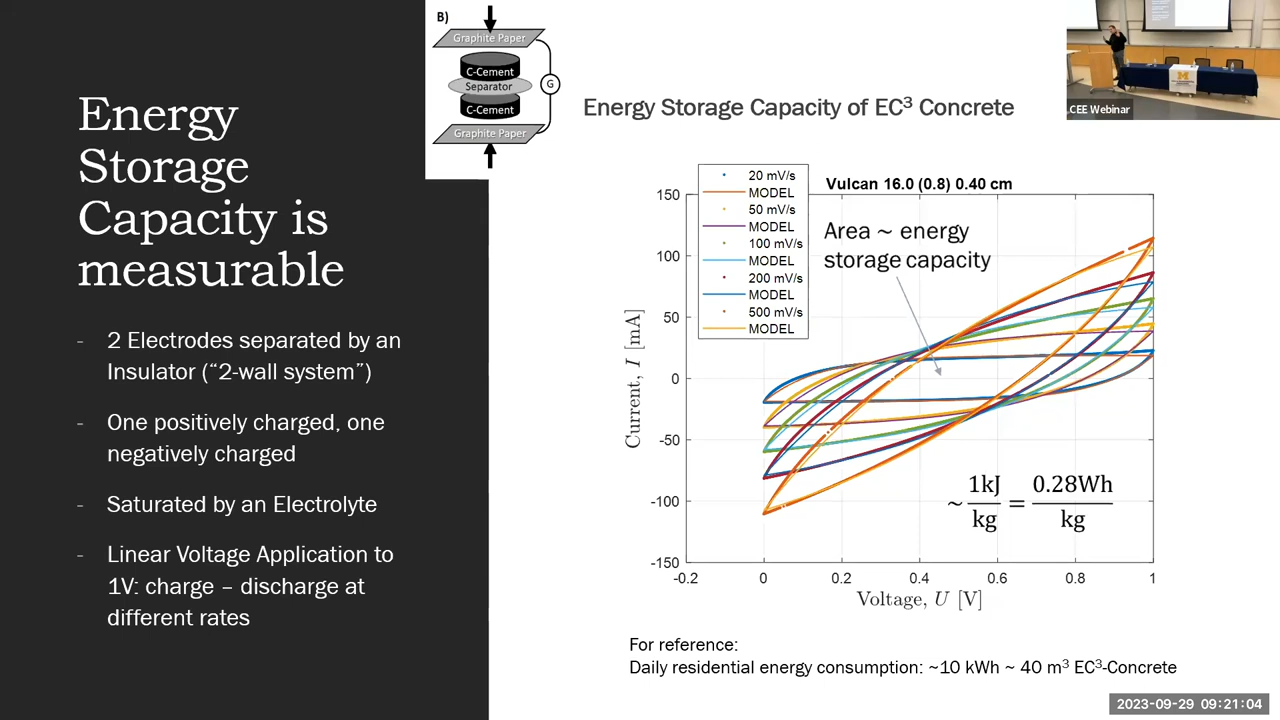 Energy
Storage
Capacity is
measurable
- 2 Electrodes separated by an
Insulator (“2-wall system”)
- One positively charged, one
negatively charged
- Saturated by an Electrolyte
- Linear Voltage Application to
1V: charge – discharge at
different rates
B)
Graphite Paper
C-Cement
Separator
C-Cement
Graphite Paper
G
Energy Storage Capacity of EC³ Concrete
CEE Webinar
Vulcan 16.0 (0.8) 0.40 cm
20 mV/s
MODEL
50 mV/s
MODEL
100 mV/s
MODEL
200 mV/s
MODEL
500 mV/s
MODEL
Area ~ energy
storage capacity
150
100
50
0
-50
-100
-150
Current, I [mA]
~ 1kJ/kg = 0.28Wh/kg
-0.2 0 0.2 0.4 0.6 0.8 1
Voltage, U [V]
For reference:
Daily residential energy consumption: ~10 kWh ~ 40 m³ EC³-Concrete
2023-09-29 09:21:04